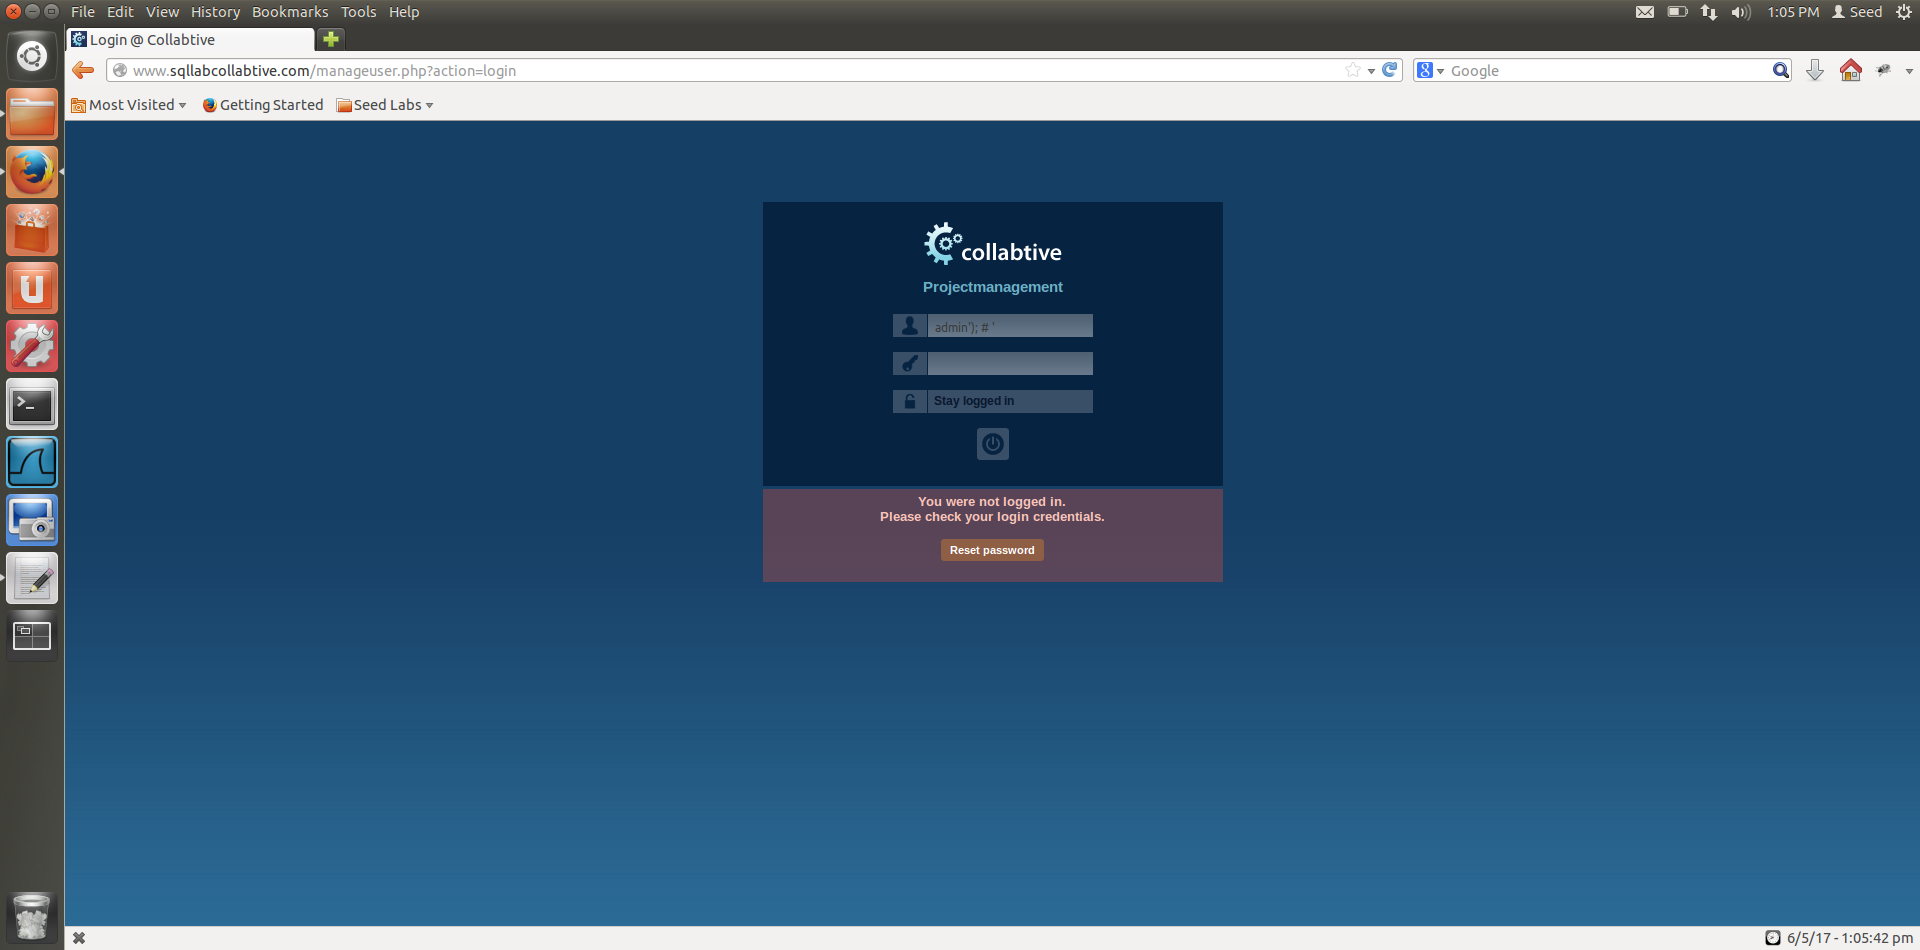 File Edit View History Bookmarks Tools Help
1:05 PM Seed
Login @ Collabtive
www.sqllabcollabtive.com/manageuser.php?action=login
8 Google
Most Visited Getting Started Seed Labs
collabtive
Projectmanagement
admin'); # '
Stay logged in
You were not logged in.
Please check your login credentials.
Reset password
6/5/17 - 1:05:42 pm